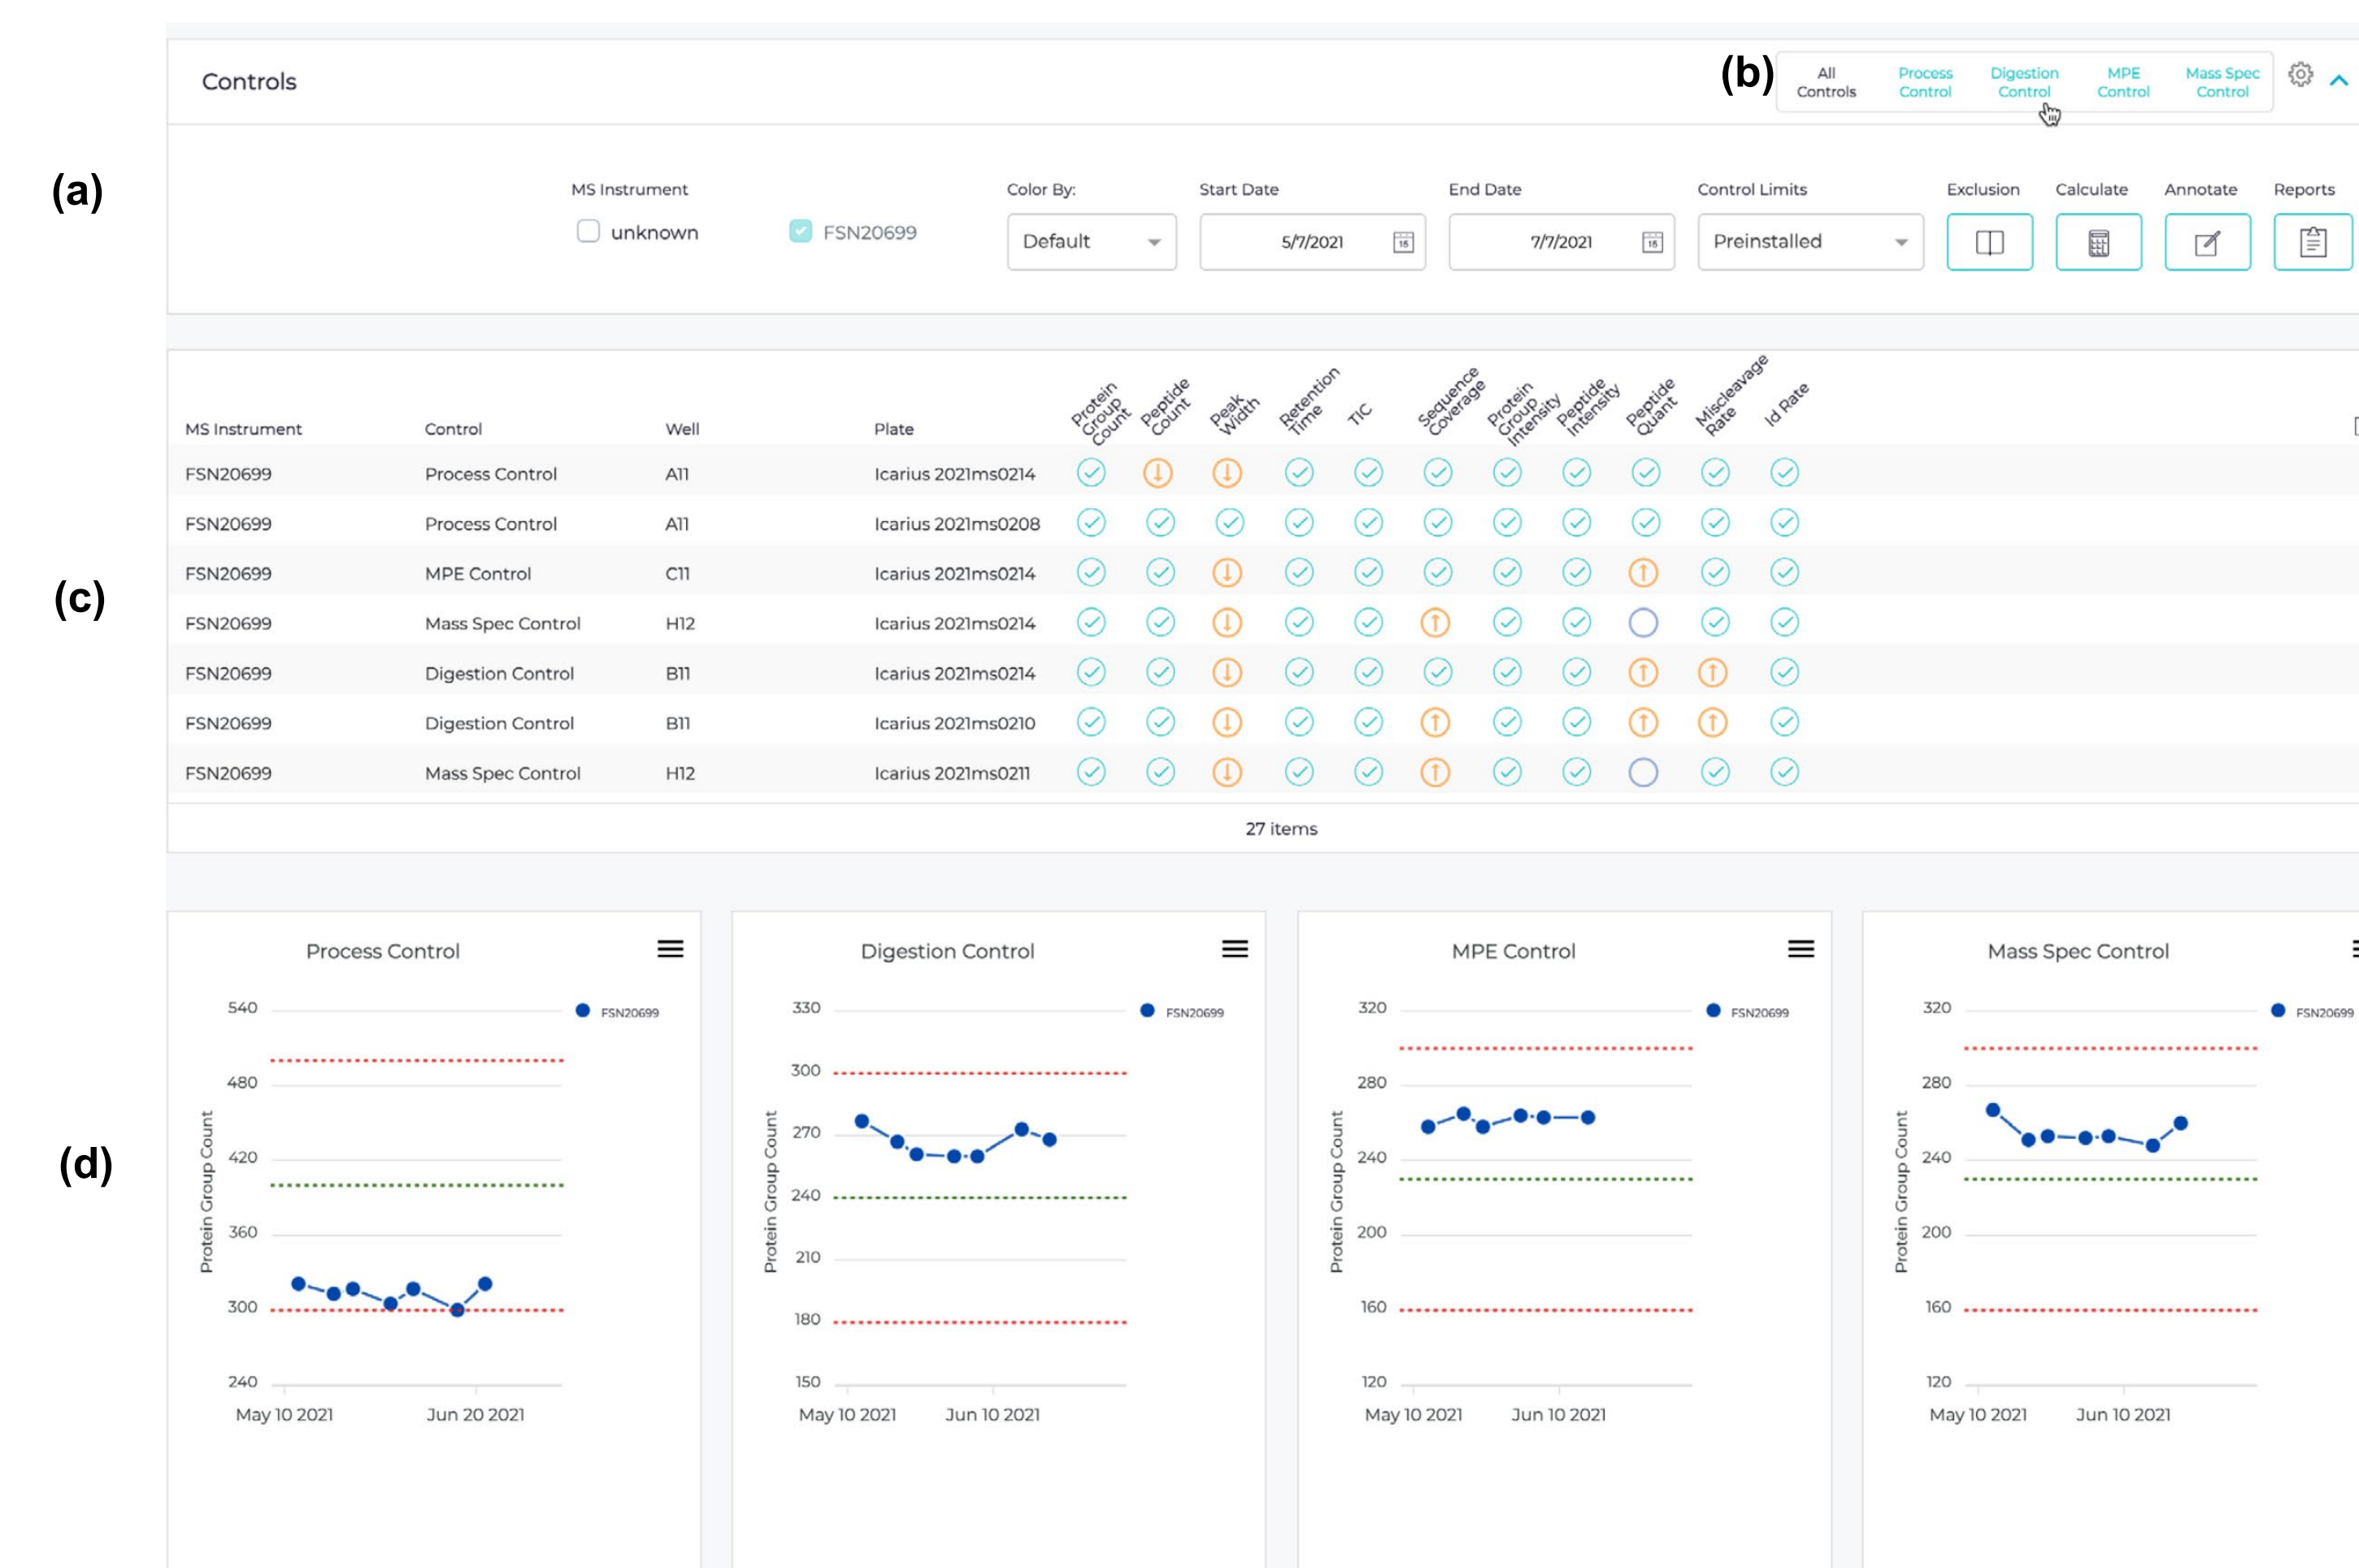 Controls
(b)
All Controls
Process Control
Digestion Control
MPE Control
Mass Spec Control
(a)
MS Instrument
unknown
FSN20699
Color By:
Default
Start Date
5/7/2021
15
End Date
7/7/2021
15
Control Limits
Preinstalled
Exclusion
Calculate
Annotate
Reports
(c)
MS Instrument Control Well Plate Protein Group Count Peptide Count Peak Width Retention Time TIC Sequence Coverage Protein Group Intensity Peptide Intensity Peptide Quant Miscleavage Rate Id Rate
FSN20699 Process Control A11 Icarius 2021ms0214
FSN20699 Process Control A11 Icarius 2021ms0208
FSN20699 MPE Control C11 Icarius 2021ms0214
FSN20699 Mass Spec Control H12 Icarius 2021ms0214
FSN20699 Digestion Control B11 Icarius 2021ms0214
FSN20699 Digestion Control B11 Icarius 2021ms0210
FSN20699 Mass Spec Control H12 Icarius 2021ms0211
27 items
(d)
Process Control
FSN20699
Protein Group Count
540
480
420
360
300
240
May 10 2021 Jun 20 2021
Digestion Control
FSN20699
Protein Group Count
330
300
270
240
210
180
150
May 10 2021 Jun 10 2021
MPE Control
FSN20699
Protein Group Count
320
280
240
200
160
120
May 10 2021 Jun 10 2021
Mass Spec Control
FSN20699
Protein Group Count
320
280
240
200
160
120
May 10 2021 Jun 10 2021